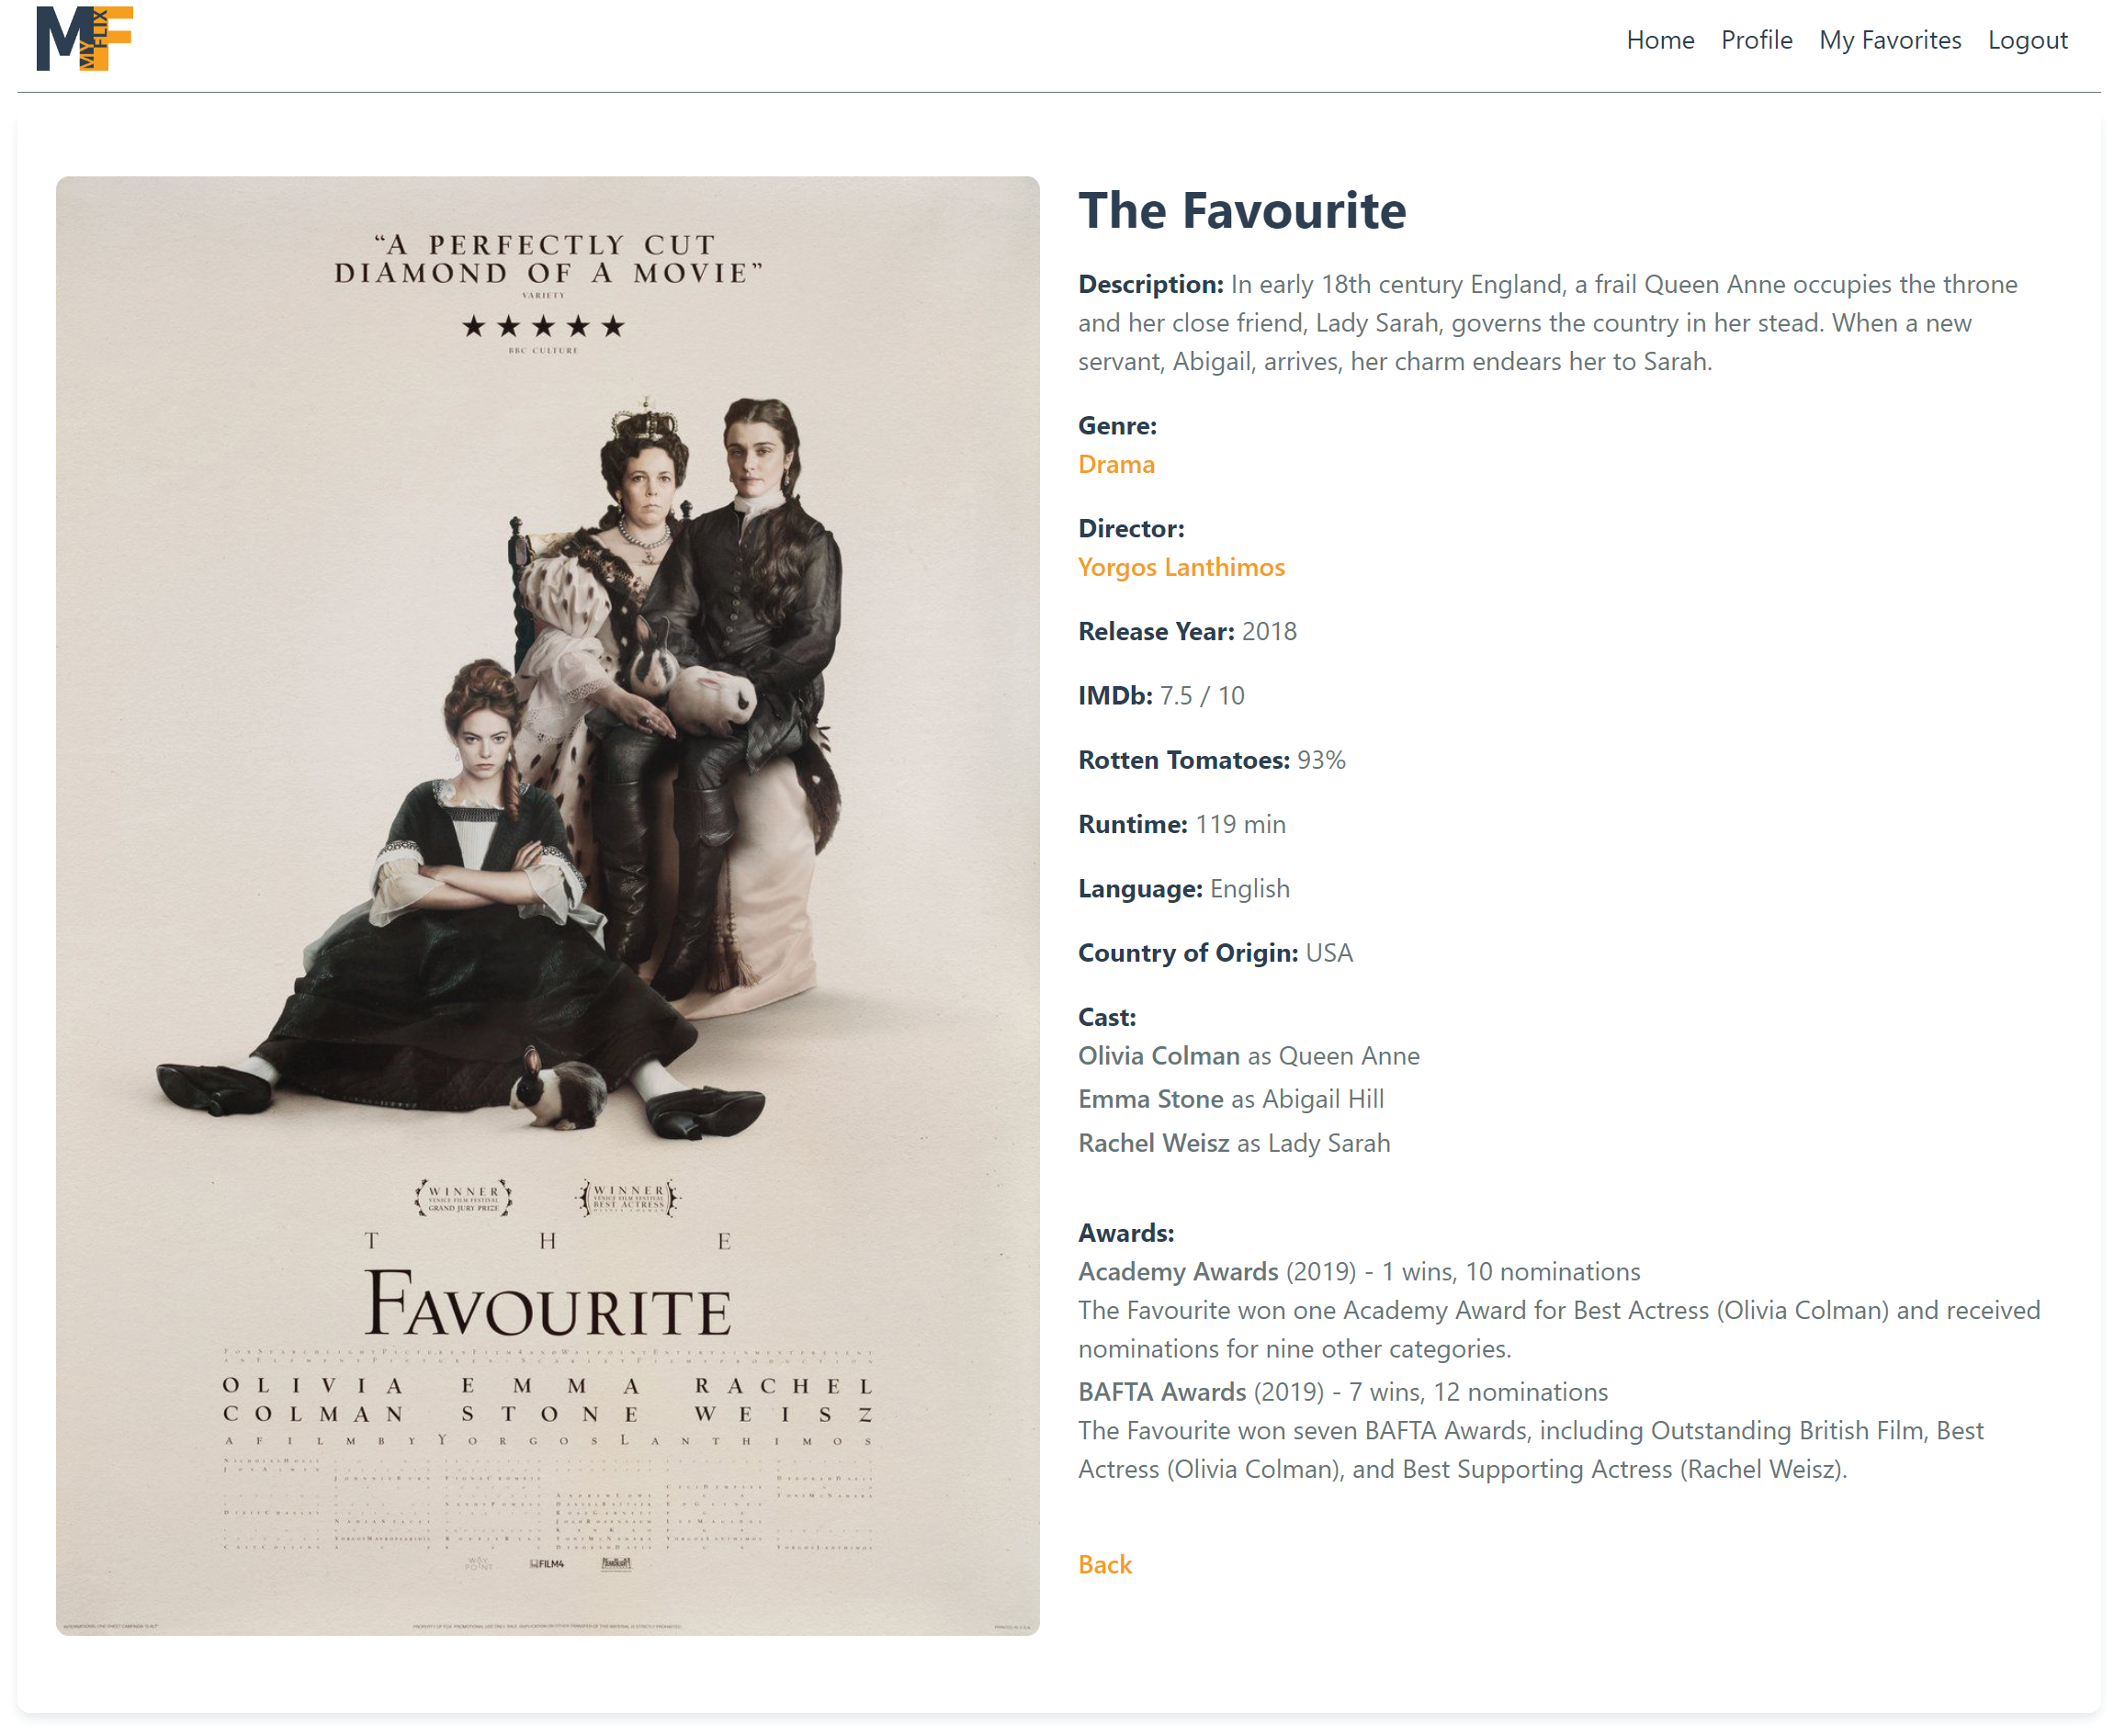 MF
MY
FLIX
Home Profile My Favorites Logout
“A PERFECTLY CUT
DIAMOND OF A MOVIE”
VARIETY
★★★★★
BBC CULTURE
WINNER
VENICE FILM FESTIVAL
GRAND JURY PRIZE
WINNER
VENICE FILM FESTIVAL
BEST ACTRESS
OLIVIA COLMAN
THE
FAVOURITE
OLIVIA EMMA RACHEL
COLMAN STONE WEISZ
A FILM BY YORGOS LANTHIMOS
WAY
POINT
FILM4
The Favourite
Description: In early 18th century England, a frail Queen Anne occupies the throne
and her close friend, Lady Sarah, governs the country in her stead. When a new
servant, Abigail, arrives, her charm endears her to Sarah.
Genre:
Drama
Director:
Yorgos Lanthimos
Release Year: 2018
IMDb: 7.5 / 10
Rotten Tomatoes: 93%
Runtime: 119 min
Language: English
Country of Origin: USA
Cast:
Olivia Colman as Queen Anne
Emma Stone as Abigail Hill
Rachel Weisz as Lady Sarah
Awards:
Academy Awards (2019) - 1 wins, 10 nominations
The Favourite won one Academy Award for Best Actress (Olivia Colman) and received
nominations for nine other categories.
BAFTA Awards (2019) - 7 wins, 12 nominations
The Favourite won seven BAFTA Awards, including Outstanding British Film, Best
Actress (Olivia Colman), and Best Supporting Actress (Rachel Weisz).
Back